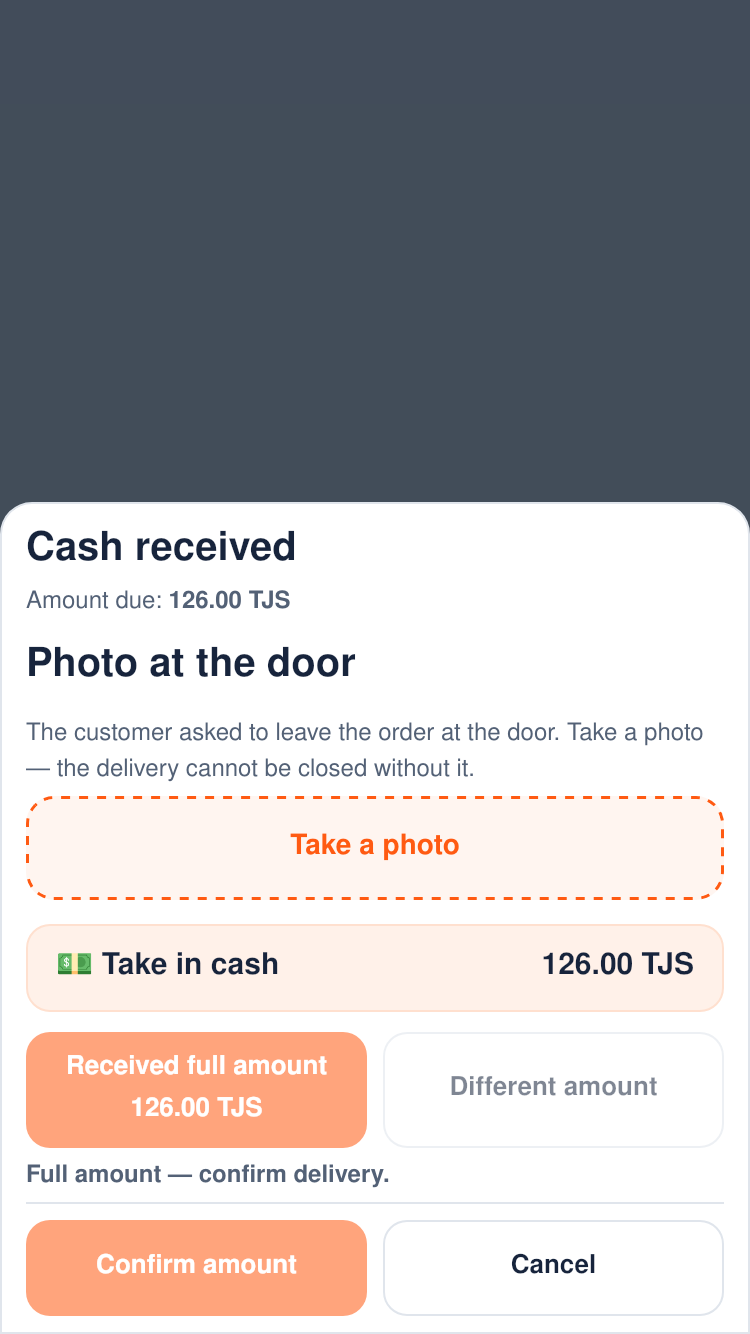 Cash received
Amount due: 126.00 TJS
Photo at the door
The customer asked to leave the order at the door. Take a photo
— the delivery cannot be closed without it.
Take a photo
💵 Take in cash 126.00 TJS
Received full amount
126.00 TJS
Different amount
Full amount — confirm delivery.
Confirm amount
Cancel